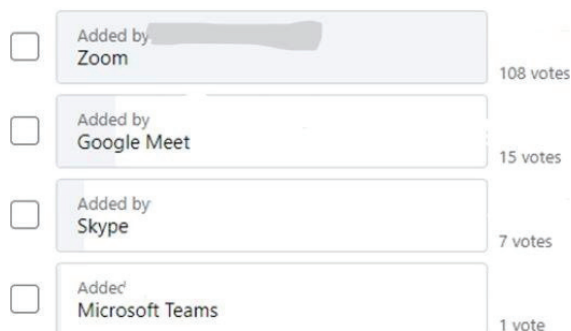 Added by
Zoom
108 votes
Added by
Google Meet
15 votes
Added by
Skype
7 votes
Added
Microsoft Teams
1 vote